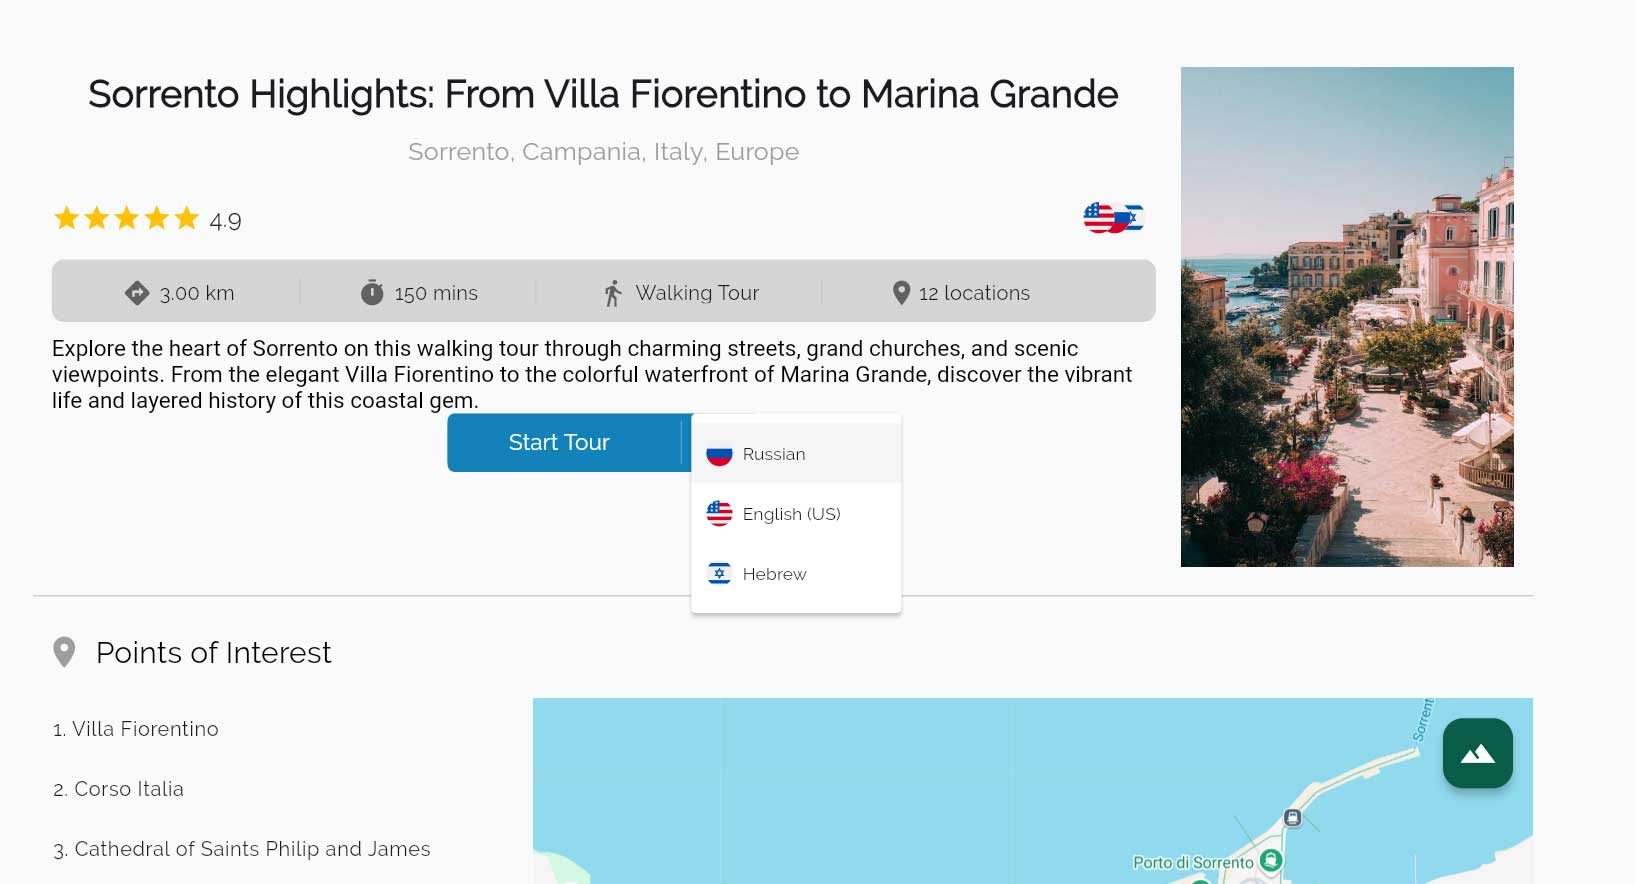 Sorrento Highlights: From Villa Fiorentino to Marina Grande
Sorrento, Campania, Italy, Europe
4.9
3.00 km
150 mins
Walking Tour
12 locations
Explore the heart of Sorrento on this walking tour through charming streets, grand churches, and scenic
viewpoints. From the elegant Villa Fiorentino to the colorful waterfront of Marina Grande, discover the vibrant
life and layered history of this coastal gem.
Start Tour
Russian
English (US)
Hebrew
Points of Interest
1. Villa Fiorentino
2. Corso Italia
3. Cathedral of Saints Philip and James
Porto di Sorrento